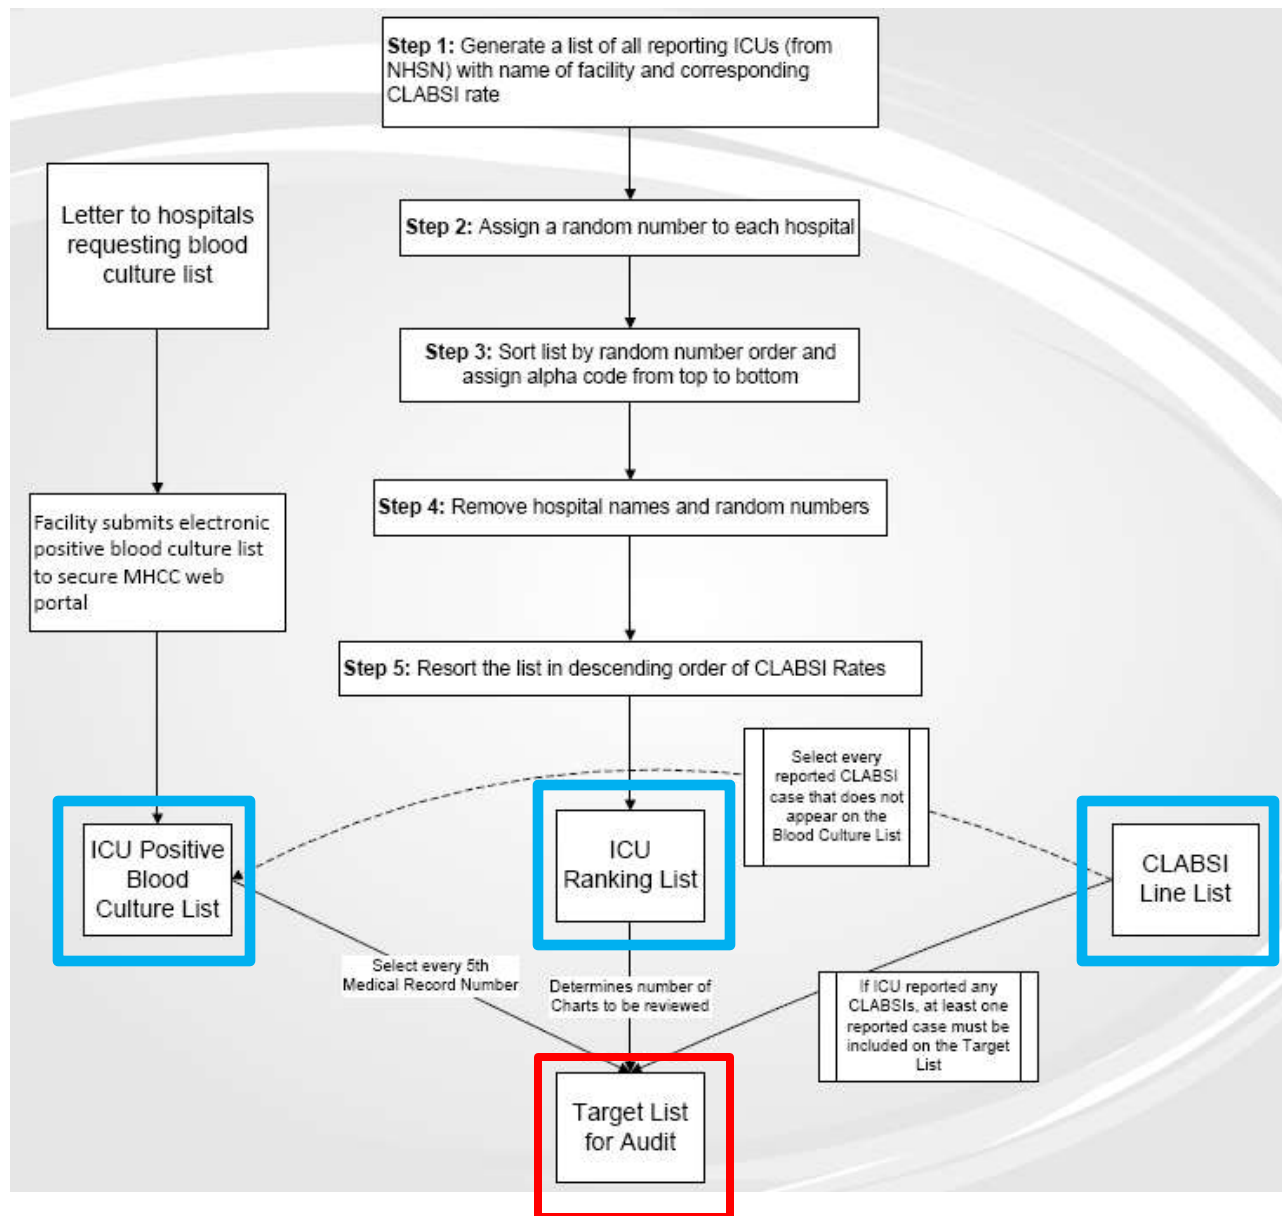 Step 1: Generate a list of all reporting ICUs (from
NHSN) with name of facility and corresponding
CLABSI rate
Letter to hospitals
requesting blood
culture list
Step 2: Assign a random number to each hospital
Step 3: Sort list by random number order and
assign alpha code from top to bottom
Step 4: Remove hospital names and random numbers
Facility submits electronic
positive blood culture list
to secure MHCC web
portal
Step 5: Resort the list in descending order of CLABSI Rates
Select every
reported CLABSI
case that does not
appear on the
Blood Culture List
ICU Positive
Blood
Culture List
ICU
Ranking List
CLABSI
Line List
Select every 5th
Medical Record Number
Determines number of
Charts to be reviewed
If ICU reported any
CLABSIs, at least one
reported case must be
included on the Target
List
Target List
for Audit